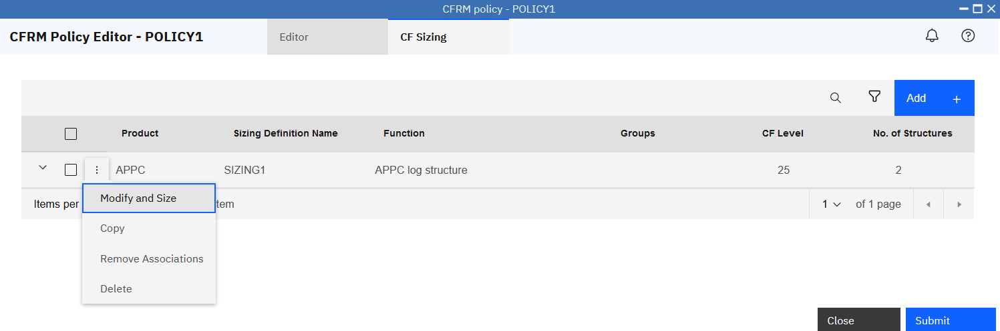 CFRM policy - POLICY1
CFRM Policy Editor - POLICY1 Editor CF Sizing
Add +
Product Sizing Definition Name Function Groups CF Level No. of Structures
APPC SIZING1 APPC log structure 25 2
Items per tem 1 of 1 page
Modify and Size
Copy
Remove Associations
Delete
Close Submit